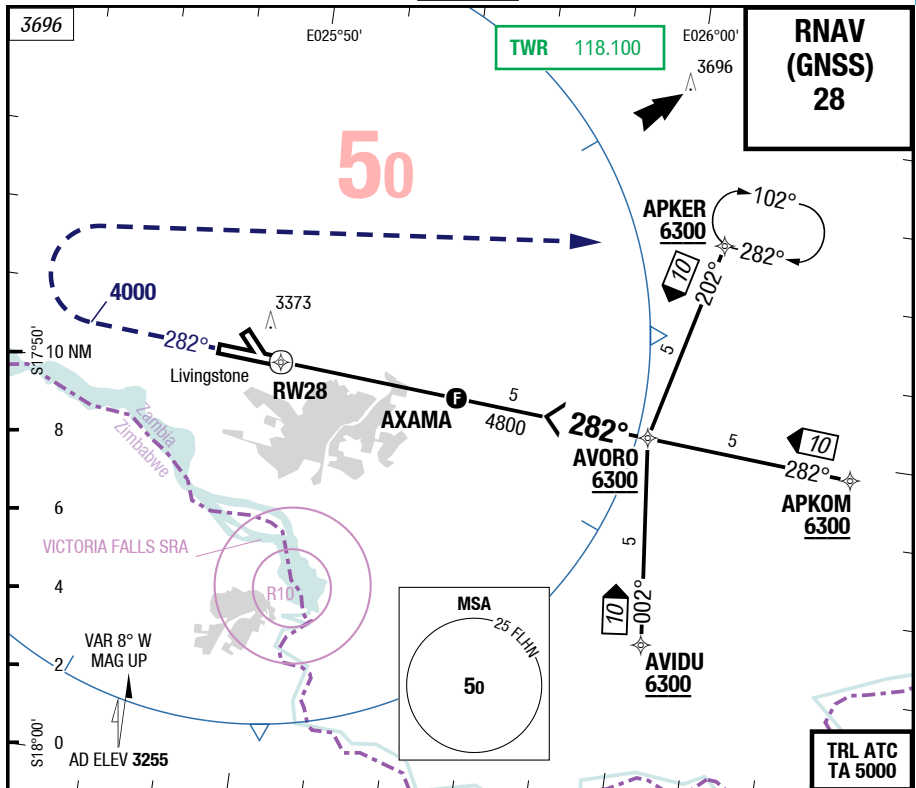 3696
E025°50'
TWR 118.100
E026°00'
3696
RNAV
(GNSS)
28
50
APKER
6300
102°
282°
10
202°
5
4000
282°
3373
S17°50'
10 NM
Livingstone
RW28
AXAMA
F
5
4800
282°
AVORO
6300
5
10
282°
APKOM
6300
8
Zambia
Zimbabwe
6
VICTORIA FALLS SRA
R10
4
5
10
002°
AVIDU
6300
MSA
25 FLHN
50
VAR 8° W
MAG UP
2
S18°00'
0
AD ELEV 3255
TRL ATC
TA 5000